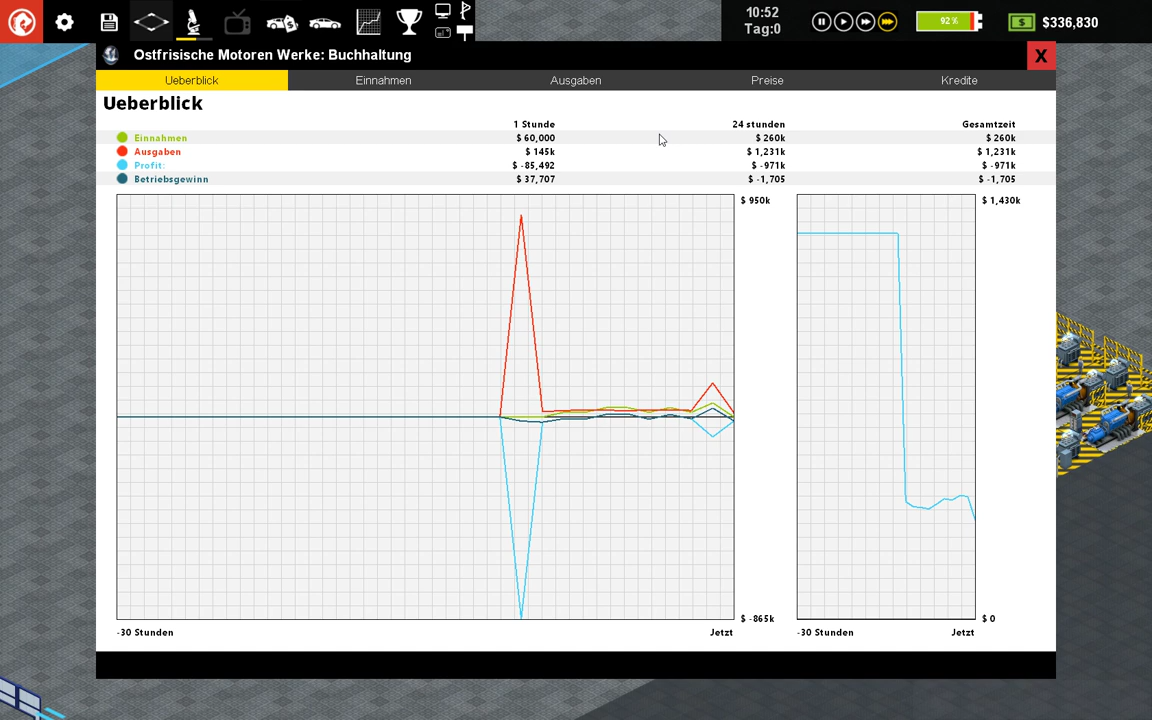 10:52
Tag:0
92 %
$
$336,830
Ostfrisische Motoren Werke: Buchhaltung
X
Ueberblick Einnahmen Ausgaben Preise Kredite
Ueberblick
1 Stunde 24 stunden Gesamtzeit
Einnahmen $ 60,000 $ 260k $ 260k
Ausgaben $ 145k $ 1,231k $ 1,231k
Profit: $ -85,492 $ -971k $ -971k
Betriebsgewinn $ 37,707 $ -1,705 $ -1,705
$ 950k
$ 1,430k
$ -865k
$ 0
-30 Stunden Jetzt
-30 Stunden Jetzt